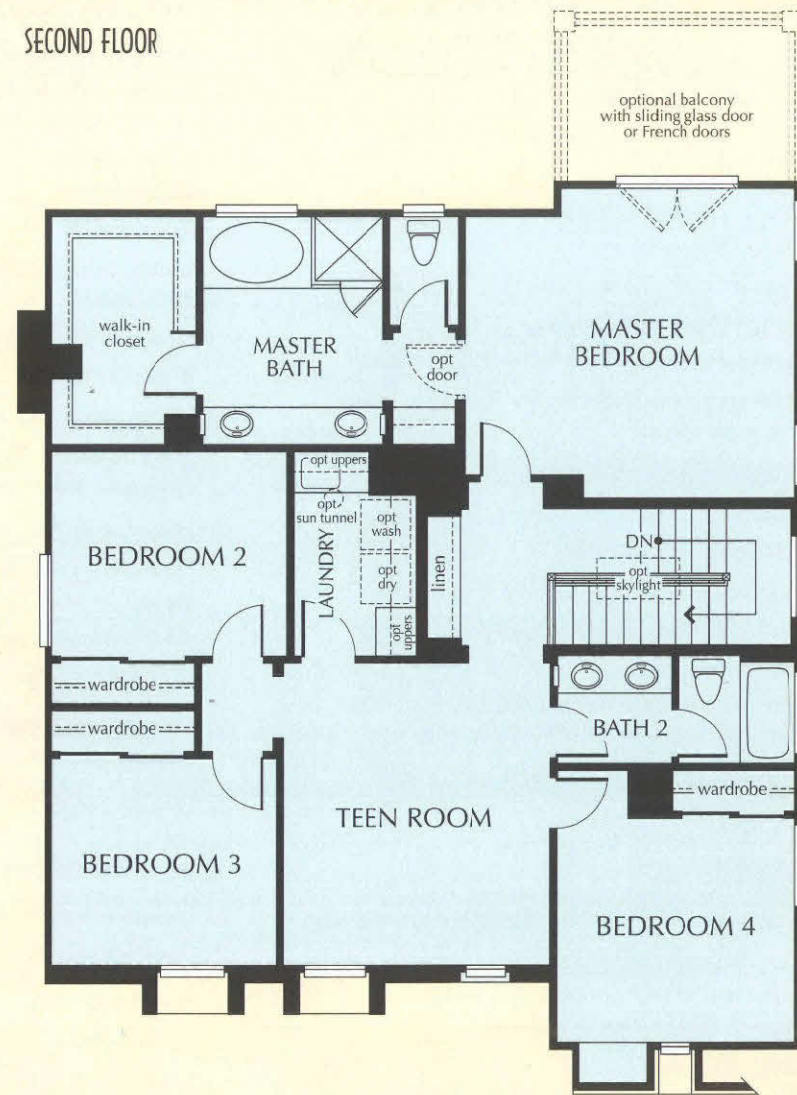 SECOND FLOOR
optional balcony
with sliding glass door
or French doors
walk-in
closet
MASTER
BATH
opt
door
MASTER
BEDROOM
opt uppers
opt
sun tunnel
opt
wash
BEDROOM 2
LAUNDRY
opt
dry
linen
DN
opt
skylight
opt
uppers
wardrobe
wardrobe
BATH 2
wardrobe
TEEN ROOM
BEDROOM 3
BEDROOM 4